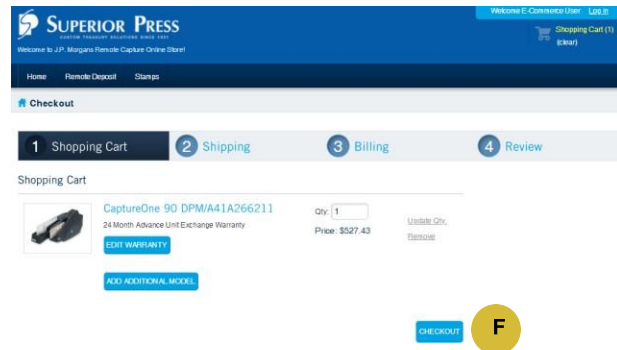 Welcome E-Commerce User Log In
SUPERIOR PRESS
CUSTOM TREASURY SOLUTIONS SINCE 1931
Shopping Cart (1)
(clear)
Welcome to J.P. Morgans Remote Capture Online Store!
Home Remote Deposit Stamps
Checkout
1 Shopping Cart 2 Shipping 3 Billing 4 Review
Shopping Cart
CaptureOne 90 DPM/A41A266211
24 Month Advance Unit Exchange Warranty
EDIT WARRANTY
Qty: 1
Price: $527.43
Update Qty.
Remove
ADD ADDITIONAL MODEL
CHECKOUT F